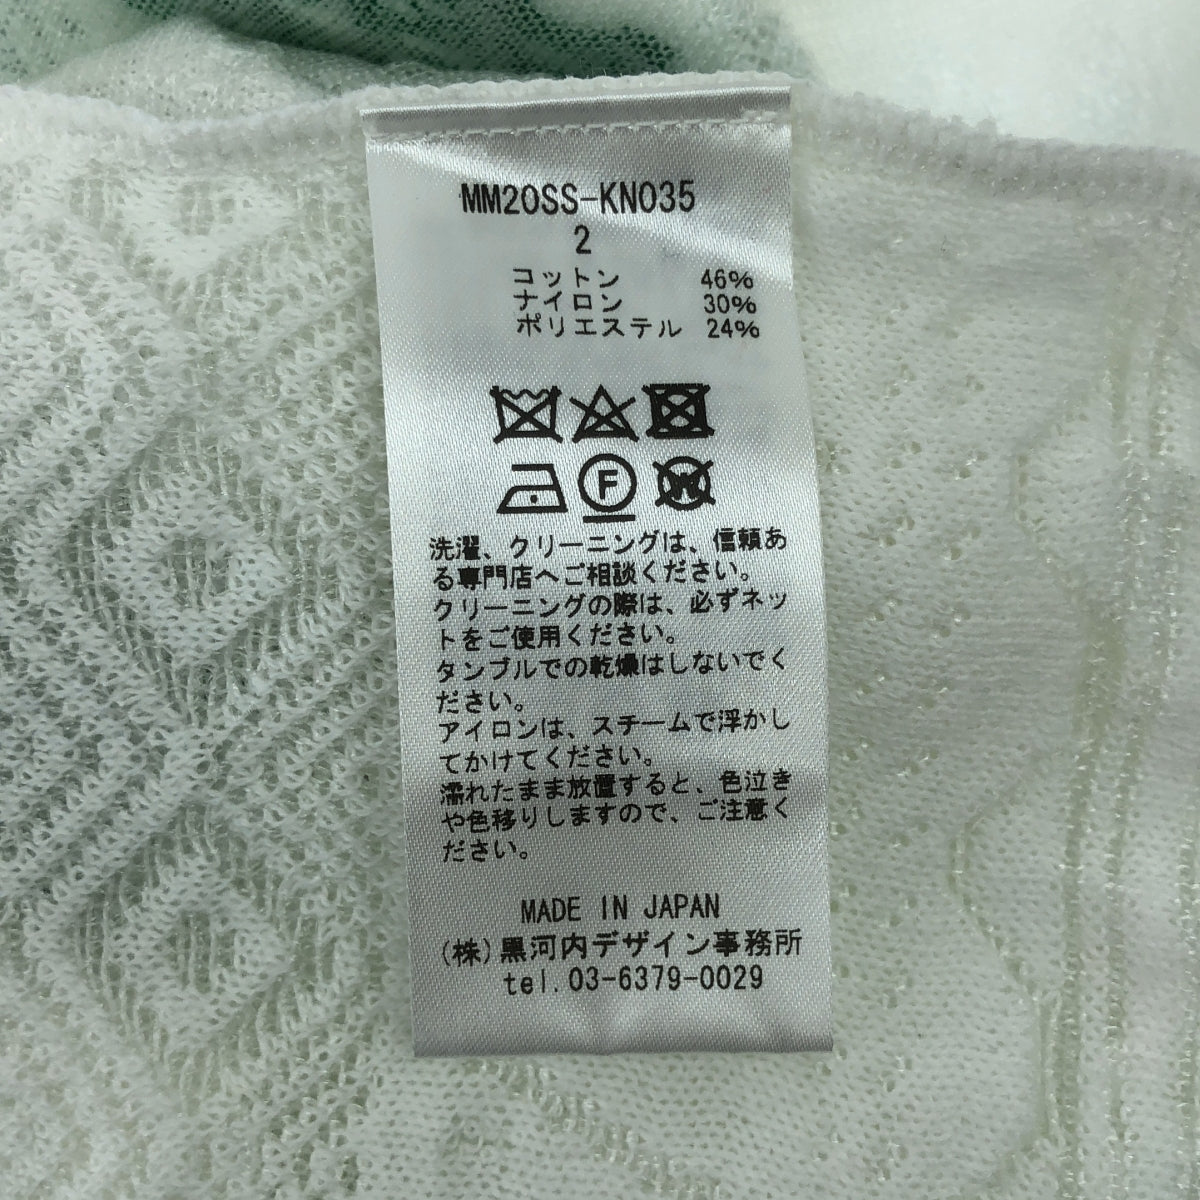 MM20SS-KN035
2
コットン 46%
ナイロン 30%
ポリエステル 24%
F
W
洗濯、クリーニングは、信頼あ
る専門店へご相談ください。
クリーニングの際は、必ずネッ
トをご使用ください。
タンブルでの乾燥はしないでく
ださい。
アイロンは、スチームで浮かし
てかけてください。
濡れたまま放置すると、色泣き
や色移りしますので、ご注意く
ださい。
MADE IN JAPAN
(株)黒河内デザイン事務所
tel.03-6379-0029